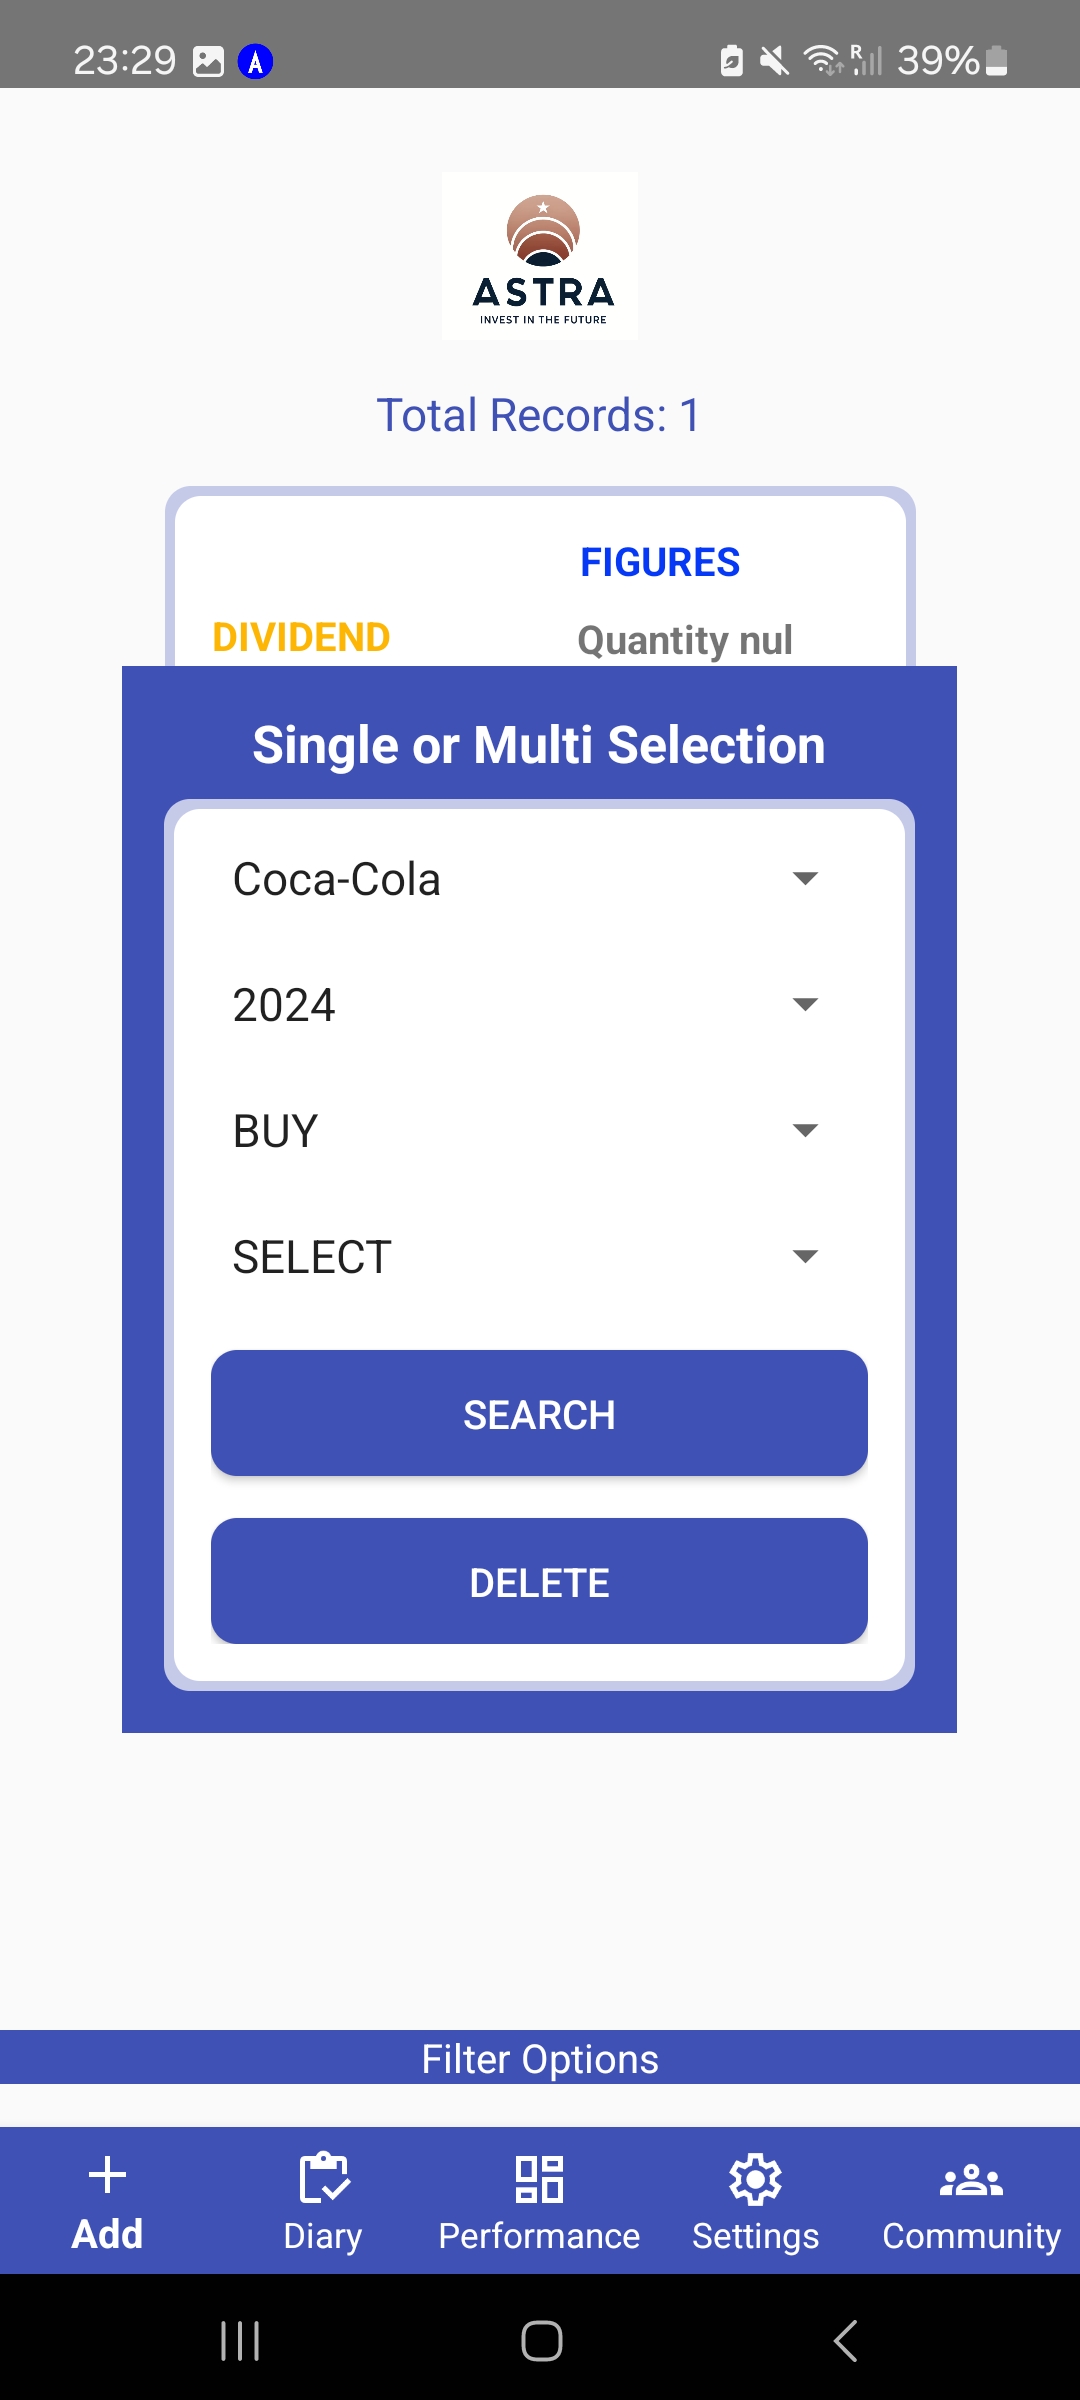 23:29
39%
ASTRA
INVEST IN THE FUTURE
Total Records: 1
FIGURES
DIVIDEND
Quantity nul
Single or Multi Selection
Coca-Cola
2024
BUY
SELECT
SEARCH
DELETE
Filter Options
Add
Diary
Performance
Settings
Community